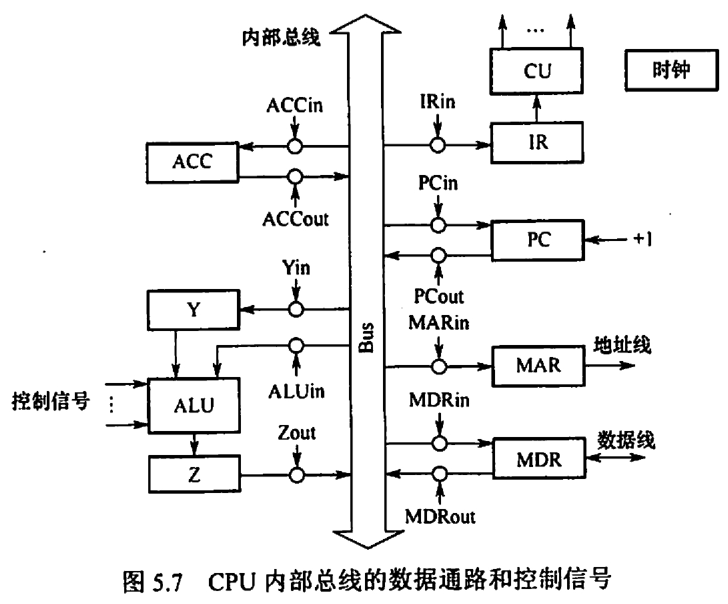 内部总线
...
CU
时钟
ACCin
IRin
ACC
IR
ACCout
PCin
PC
+1
Yin
PCout
Y
MARin
Bus
MAR
地址线
控制信号
⋮
ALU
ALUin
MDRin
Zout
数据线
Z
MDR
MDRout
图 5.7 CPU 内部总线的数据通路和控制信号